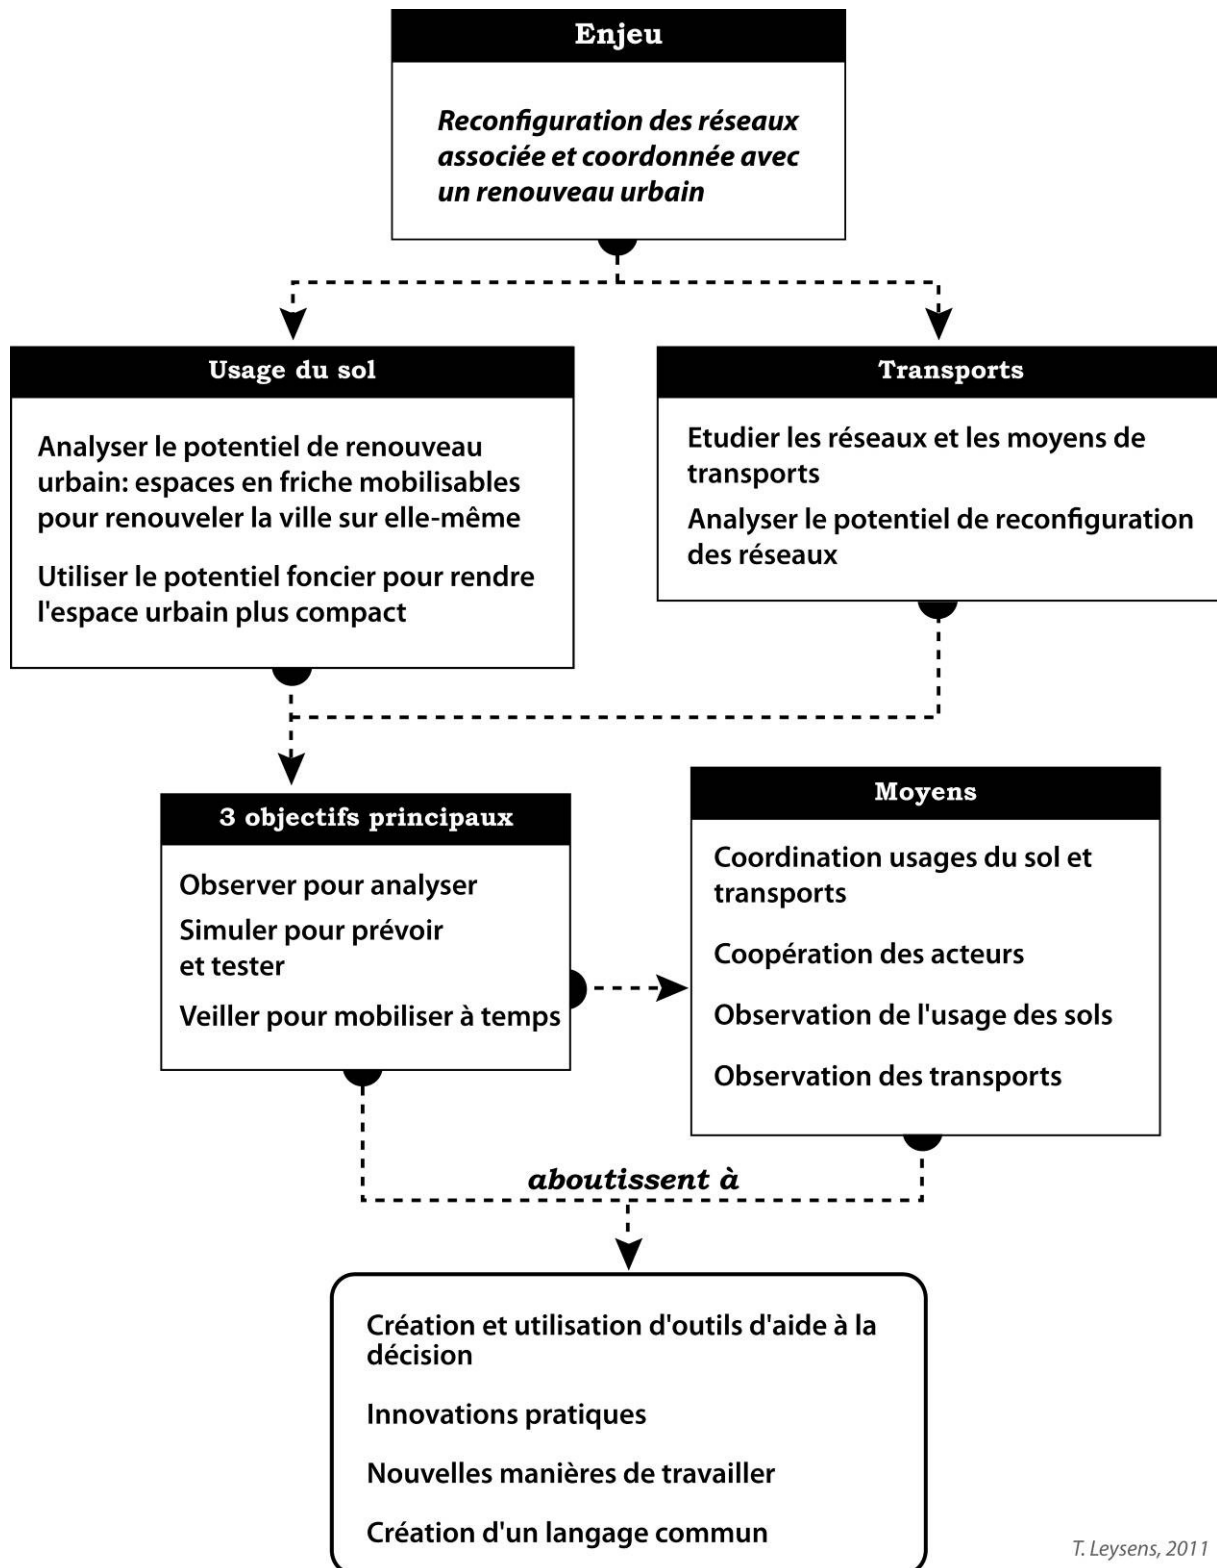 Enjeu
Reconfiguration des réseaux
associée et coordonnée avec
un renouveau urbain
Usage du sol
Analyser le potentiel de renouveau
urbain: espaces en friche mobilisables
pour renouveler la ville sur elle-même
Utiliser le potentiel foncier pour rendre
l'espace urbain plus compact
Transports
Etudier les réseaux et les moyens de
transports
Analyser le potentiel de reconfiguration
des réseaux
3 objectifs principaux
Observer pour analyser
Simuler pour prévoir
et tester
Veiller pour mobiliser à temps
Moyens
Coordination usages du sol et
transports
Coopération des acteurs
Observation de l'usage des sols
Observation des transports
aboutissent à
Création et utilisation d'outils d'aide à la
décision
Innovations pratiques
Nouvelles manières de travailler
Création d'un langage commun
T. Leysens, 2011